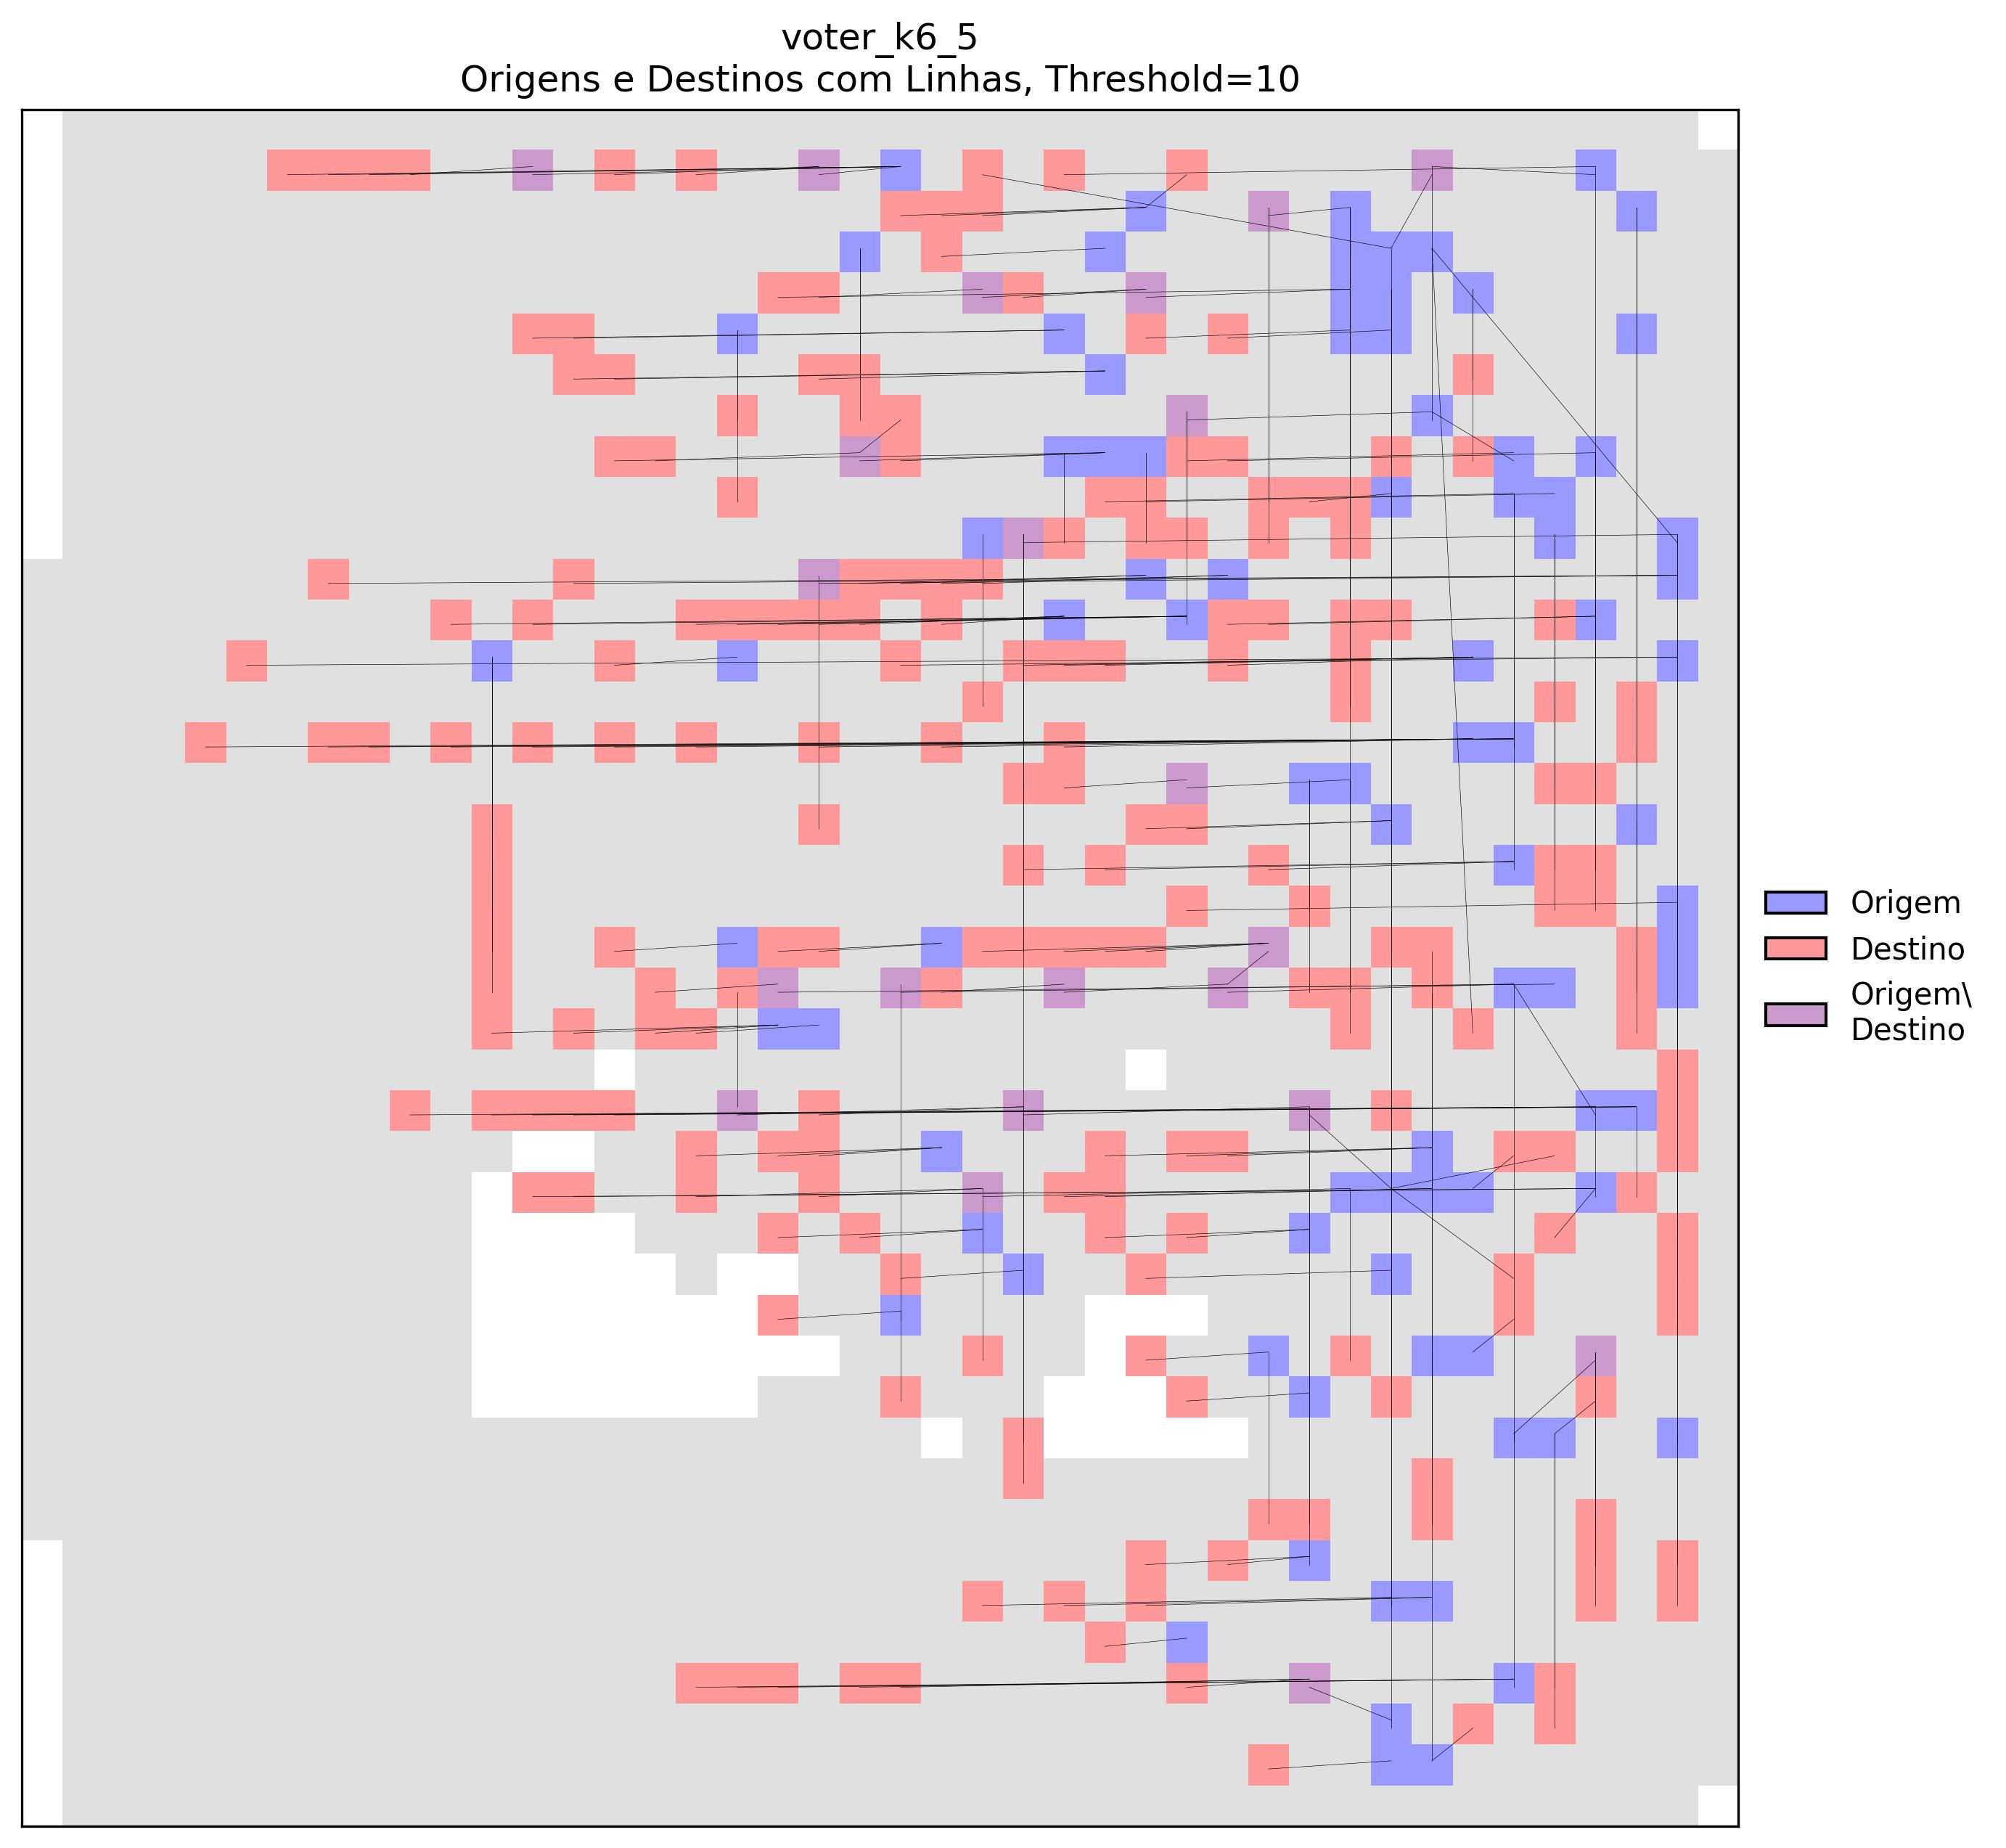 voter_k6_5
Origens e Destinos com Linhas, Threshold=10
Origem
Destino
Origem\
Destino